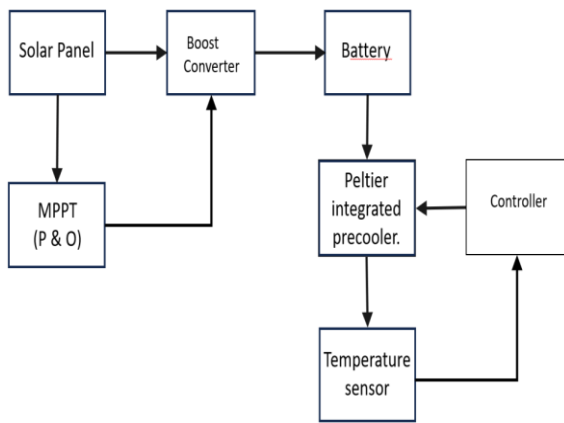 Solar Panel
Boost
Converter
Battery
MPPT
(P & O)
Peltier
integrated
precooler.
Controller
Temperature
sensor